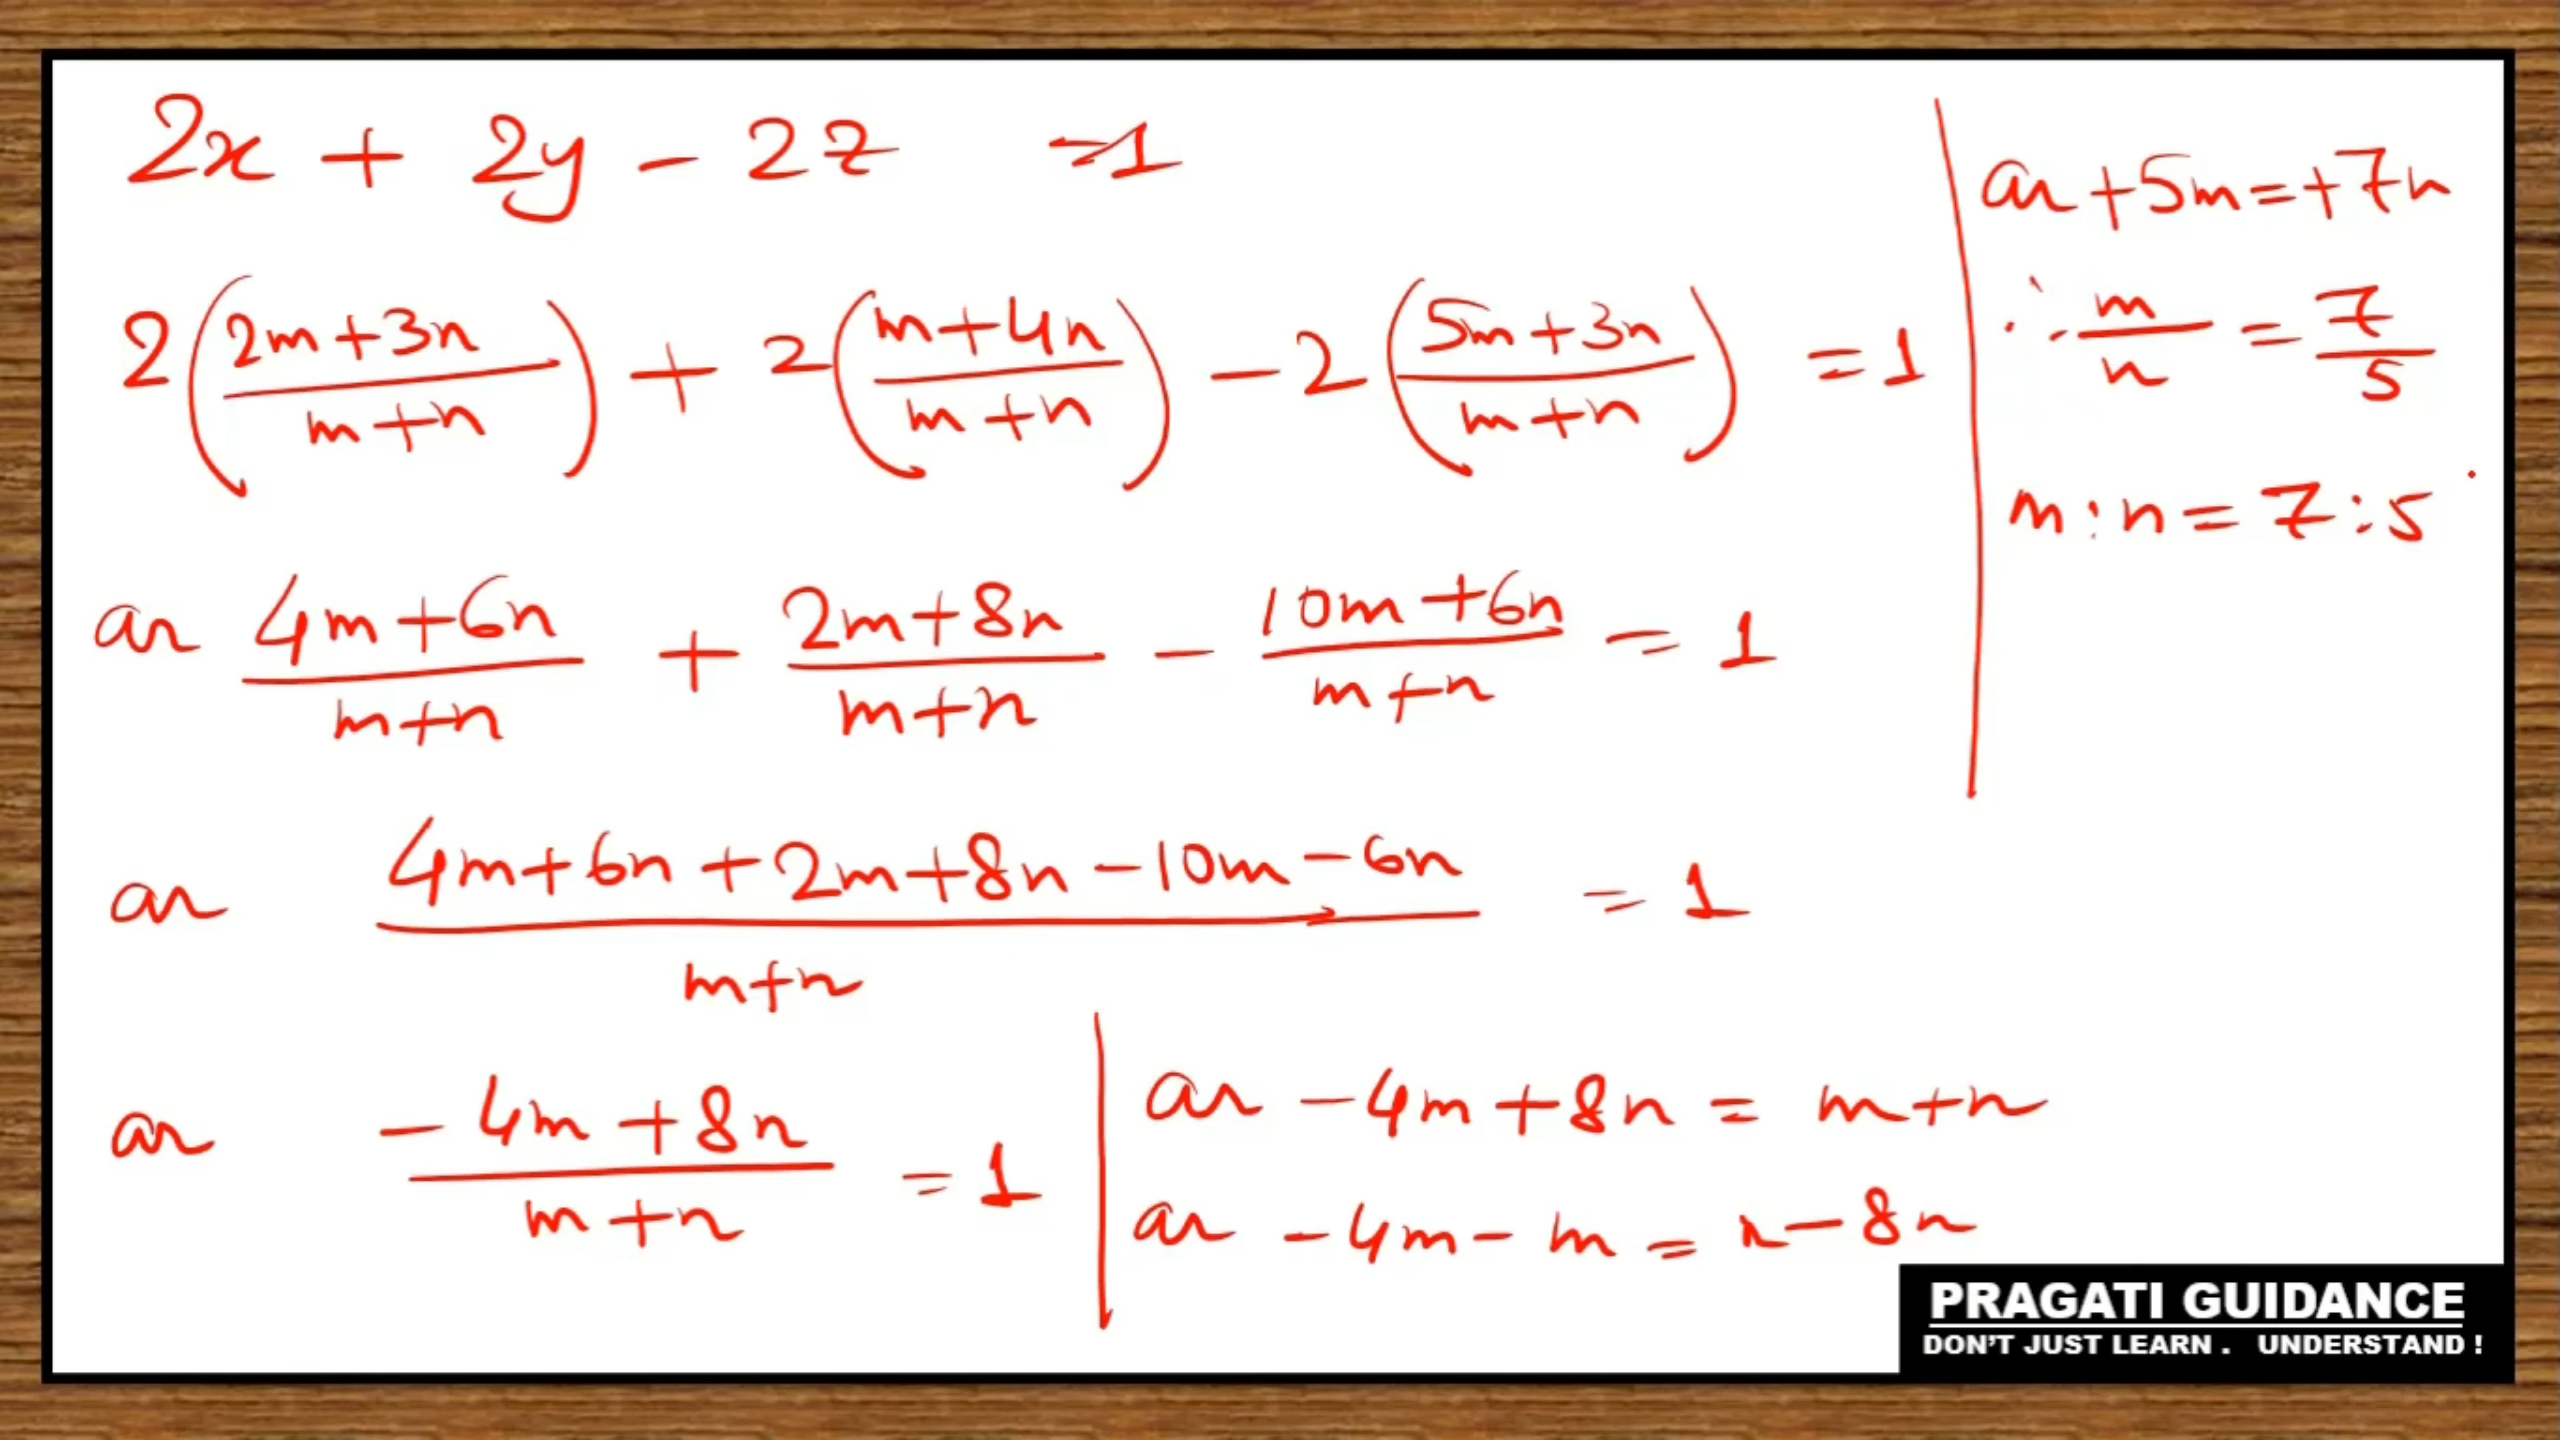 2x + 2y - 2z = 1
2((2m+3n)/(m+n)) + 2((m+4n)/(m+n)) - 2((5m+3n)/(m+n)) = 1
or (4m+6n)/(m+n) + (2m+8n)/(m+n) - (10m+6n)/(m+n) = 1
or (4m+6n+2m+8n-10m-6n)/(m+n) = 1
or (-4m+8n)/(m+n) = 1
or -4m+8n = m+n
or -4m-m = n-8n
or +5m=+7n
∴ m/n = 7/5
m:n = 7:5
PRAGATI GUIDANCE
DON'T JUST LEARN . UNDERSTAND !